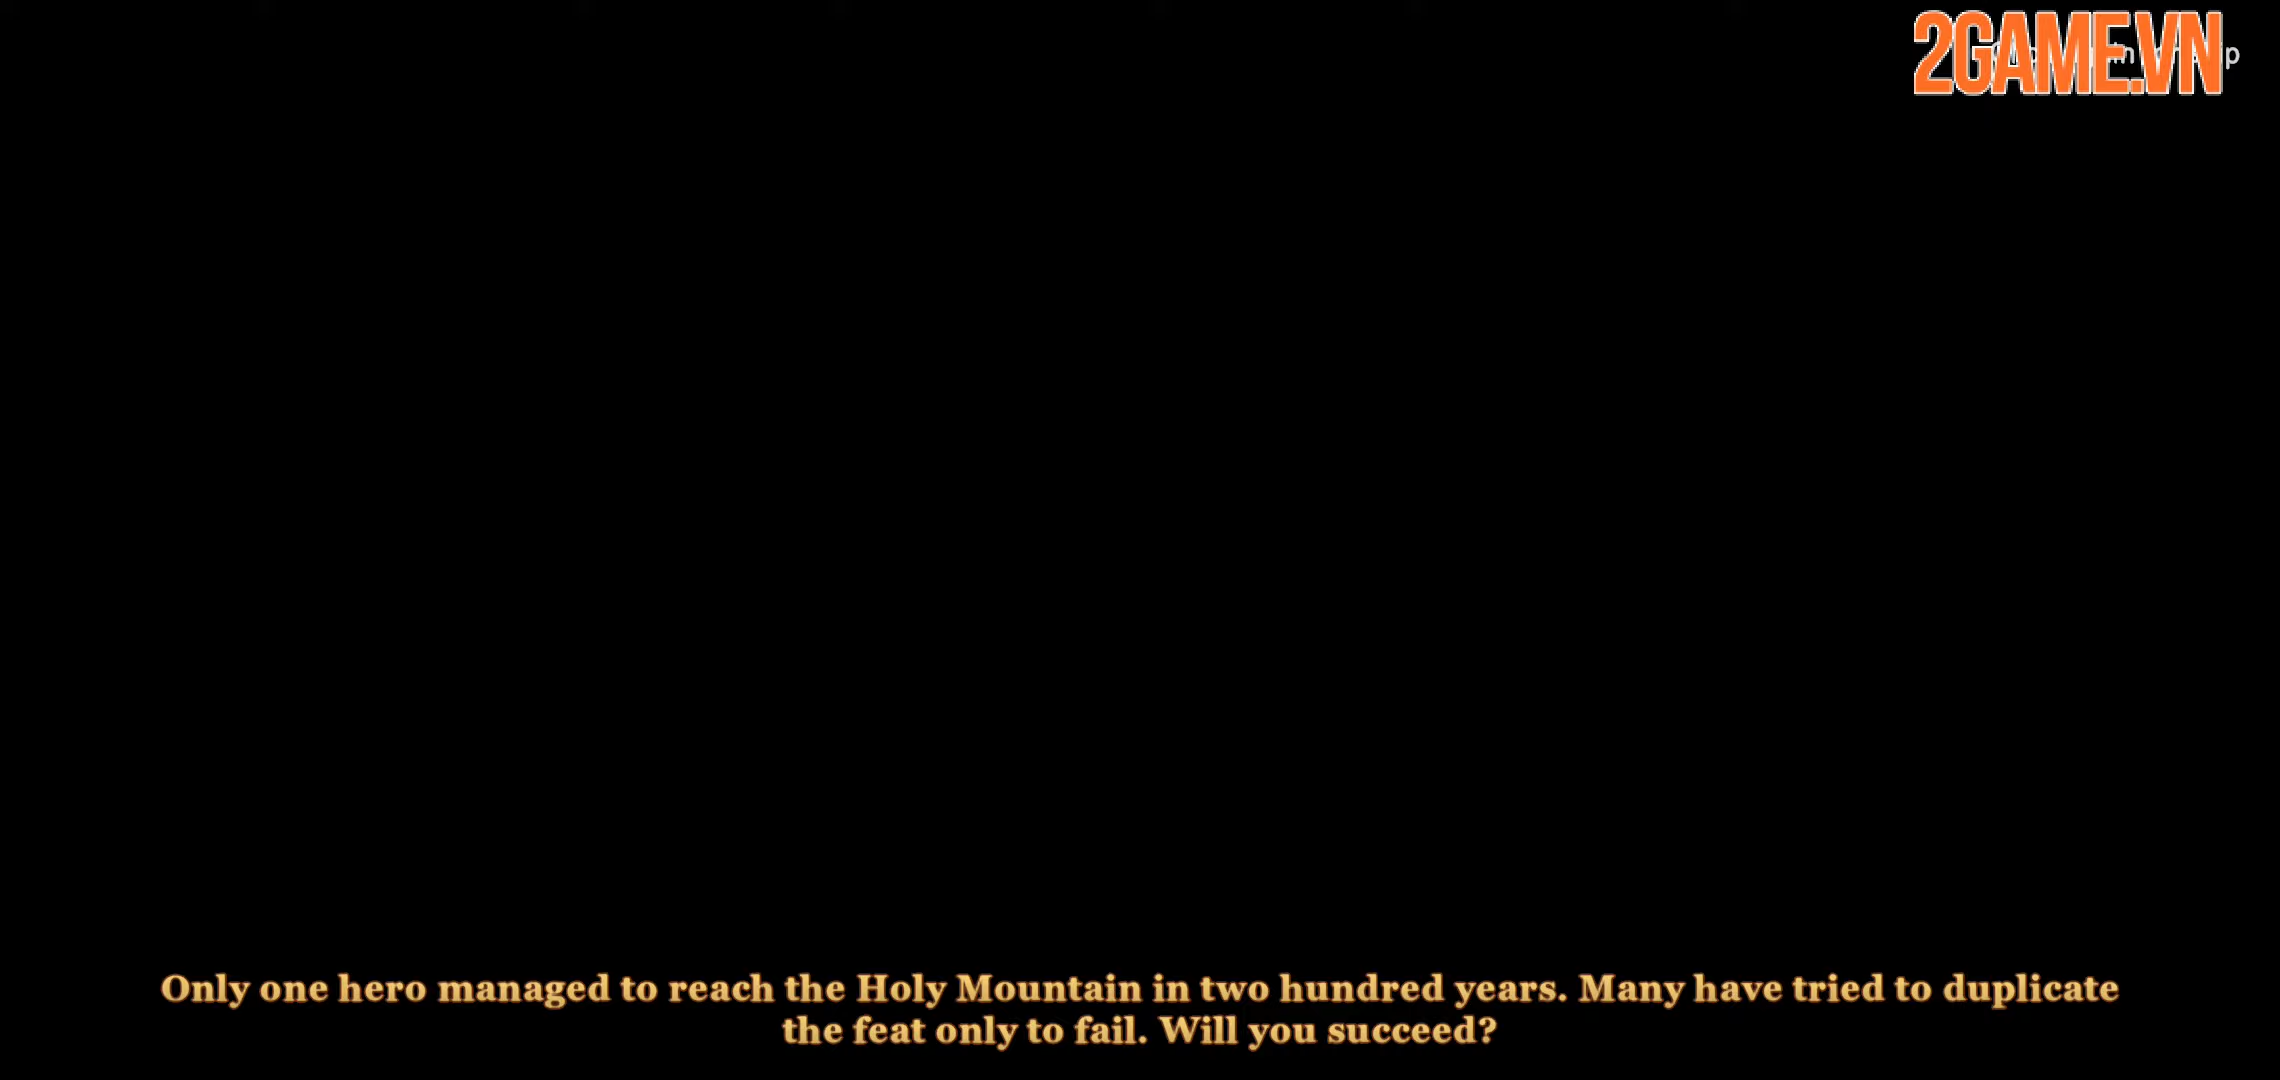 2GAME.VN
Only one hero managed to reach the Holy Mountain in two hundred years. Many have tried to duplicate
the feat only to fail. Will you succeed?